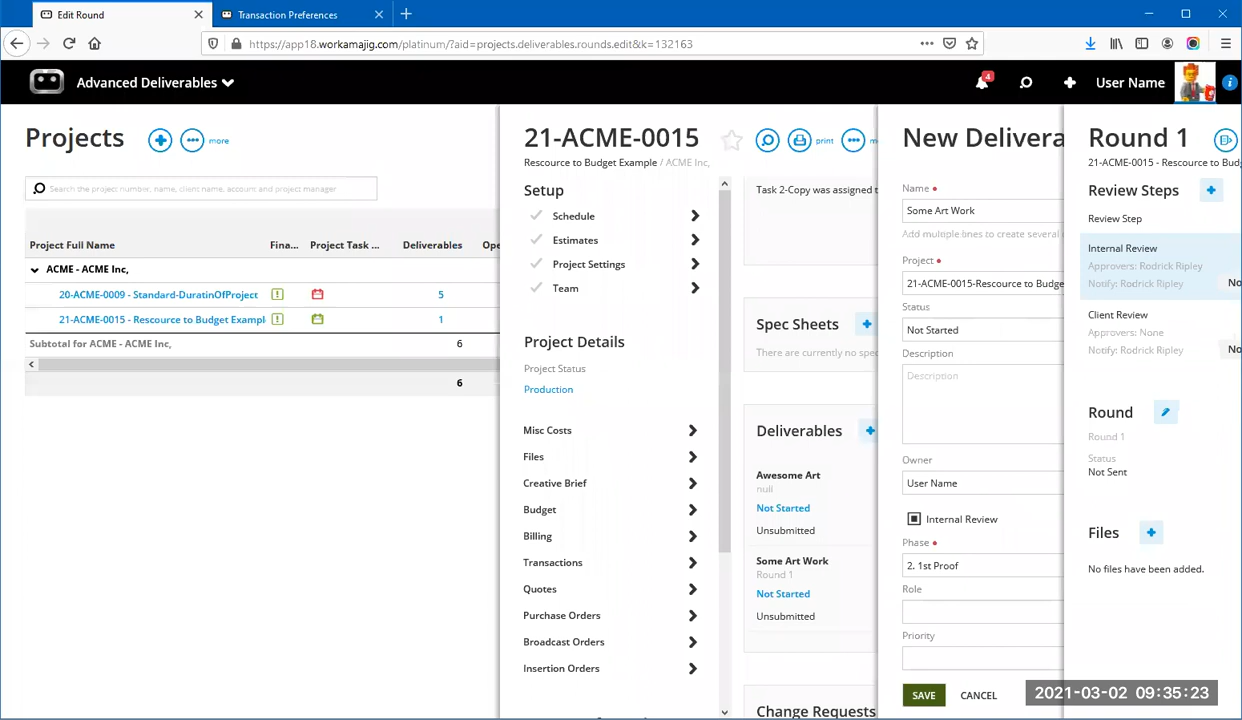 Edit Round
Transaction Preferences
https://app18.workamajig.com/platinum/?aid=projects.deliverables.rounds.edit&k=132163
Advanced Deliverables
4
User Name
Projects
more
Search the project number, name, client name, account and project manager
Project Full Name Fina... Project Task ... Deliverables Ope
ACME - ACME Inc,
20-ACME-0009 - Standard-DuratinOfProject 5
21-ACME-0015 - Rescource to Budget Exampl 1
Subtotal for ACME - ACME Inc, 6
6
21-ACME-0015
print
m
Rescource to Budget Example / ACME Inc,
Setup
Schedule
Estimates
Project Settings
Team
Project Details
Project Status
Production
Misc Costs
Files
Creative Brief
Budget
Billing
Transactions
Quotes
Purchase Orders
Broadcast Orders
Insertion Orders
Task 2-Copy was assigned t
Spec Sheets
There are currently no spec
Deliverables
Awesome Art
null
Not Started
Unsubmitted
Some Art Work
Round 1
Not Started
Unsubmitted
Change Requests
New Delivera
Name •
Some Art Work
Add multiple lines to create several i
Project •
21-ACME-0015-Rescource to Budge
Status
Not Started
Description
Description
Owner
User Name
Internal Review
Phase •
2. 1st Proof
Role
Priority
SAVE CANCEL
Round 1
21-ACME-0015 - Rescource to Budg
Review Steps
Review Step
Internal Review
Approvers: Rodrick Ripley
Notify: Rodrick Ripley No
Client Review
Approvers: None
Notify: Rodrick Ripley No
Round
Round 1
Status
Not Sent
Files
No files have been added.
2021-03-02 09:35:23